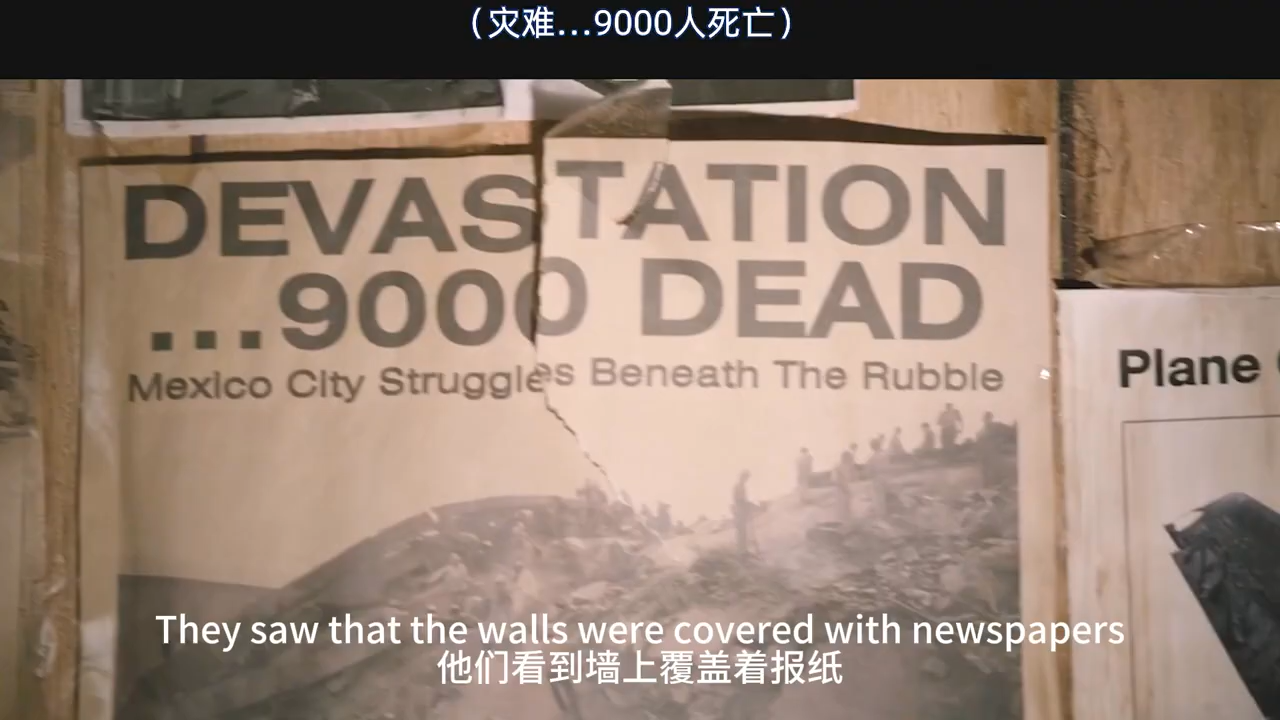 （灾难...9000人死亡）
DEVASTATION
...9000 DEAD
Mexico City Struggles Beneath The Rubble
Plane
They saw that the walls were covered with newspapers
他们看到墙上覆盖着报纸